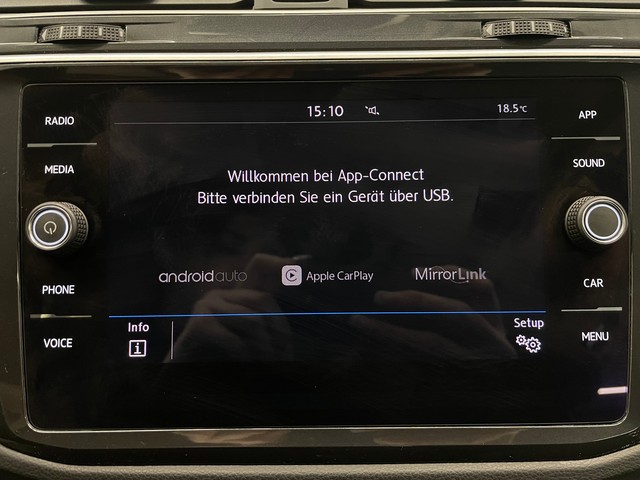 RADIO
MEDIA
PHONE
VOICE
15:10
18.5°C
Willkommen bei App-Connect
Bitte verbinden Sie ein Gerät über USB.
androidauto
Apple CarPlay
MirrorLink
Info
i
Setup
APP
SOUND
CAR
MENU